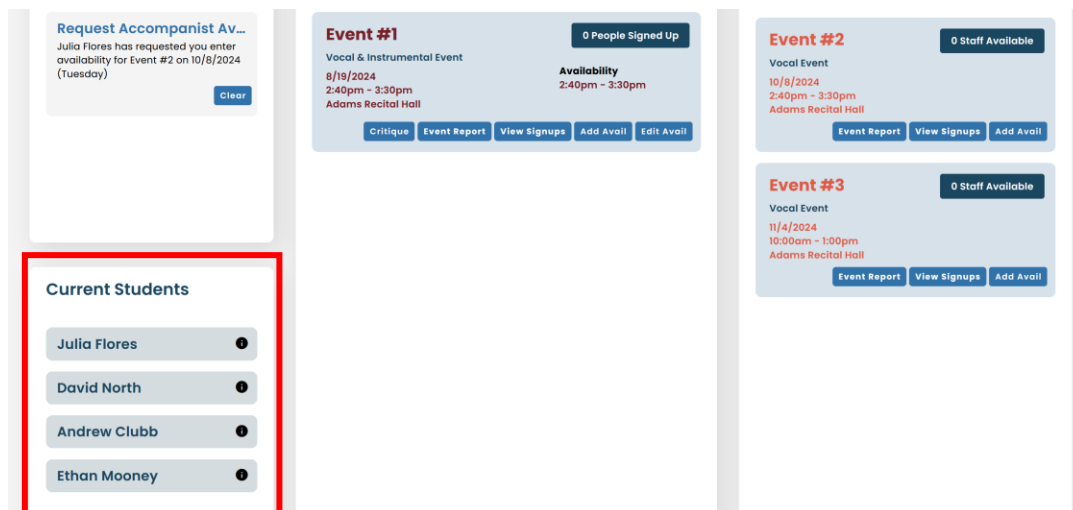 Request Accompanist Av...
Julia Flores has requested you enter
availability for Event #2 on 10/8/2024
(Tuesday)
Clear
Current Students
Julia Flores
David North
Andrew Clubb
Ethan Mooney
Event #1
0 People Signed Up
Vocal & Instrumental Event
8/19/2024
2:40pm - 3:30pm
Adams Recital Hall
Availability
2:40pm - 3:30pm
Critique Event Report View Signups Add Avail Edit Avail
Event #2
0 Staff Available
Vocal Event
10/8/2024
2:40pm - 3:30pm
Adams Recital Hall
Event Report View Signups Add Avail
Event #3
0 Staff Available
Vocal Event
11/4/2024
10:00am - 1:00pm
Adams Recital Hall
Event Report View Signups Add Avail